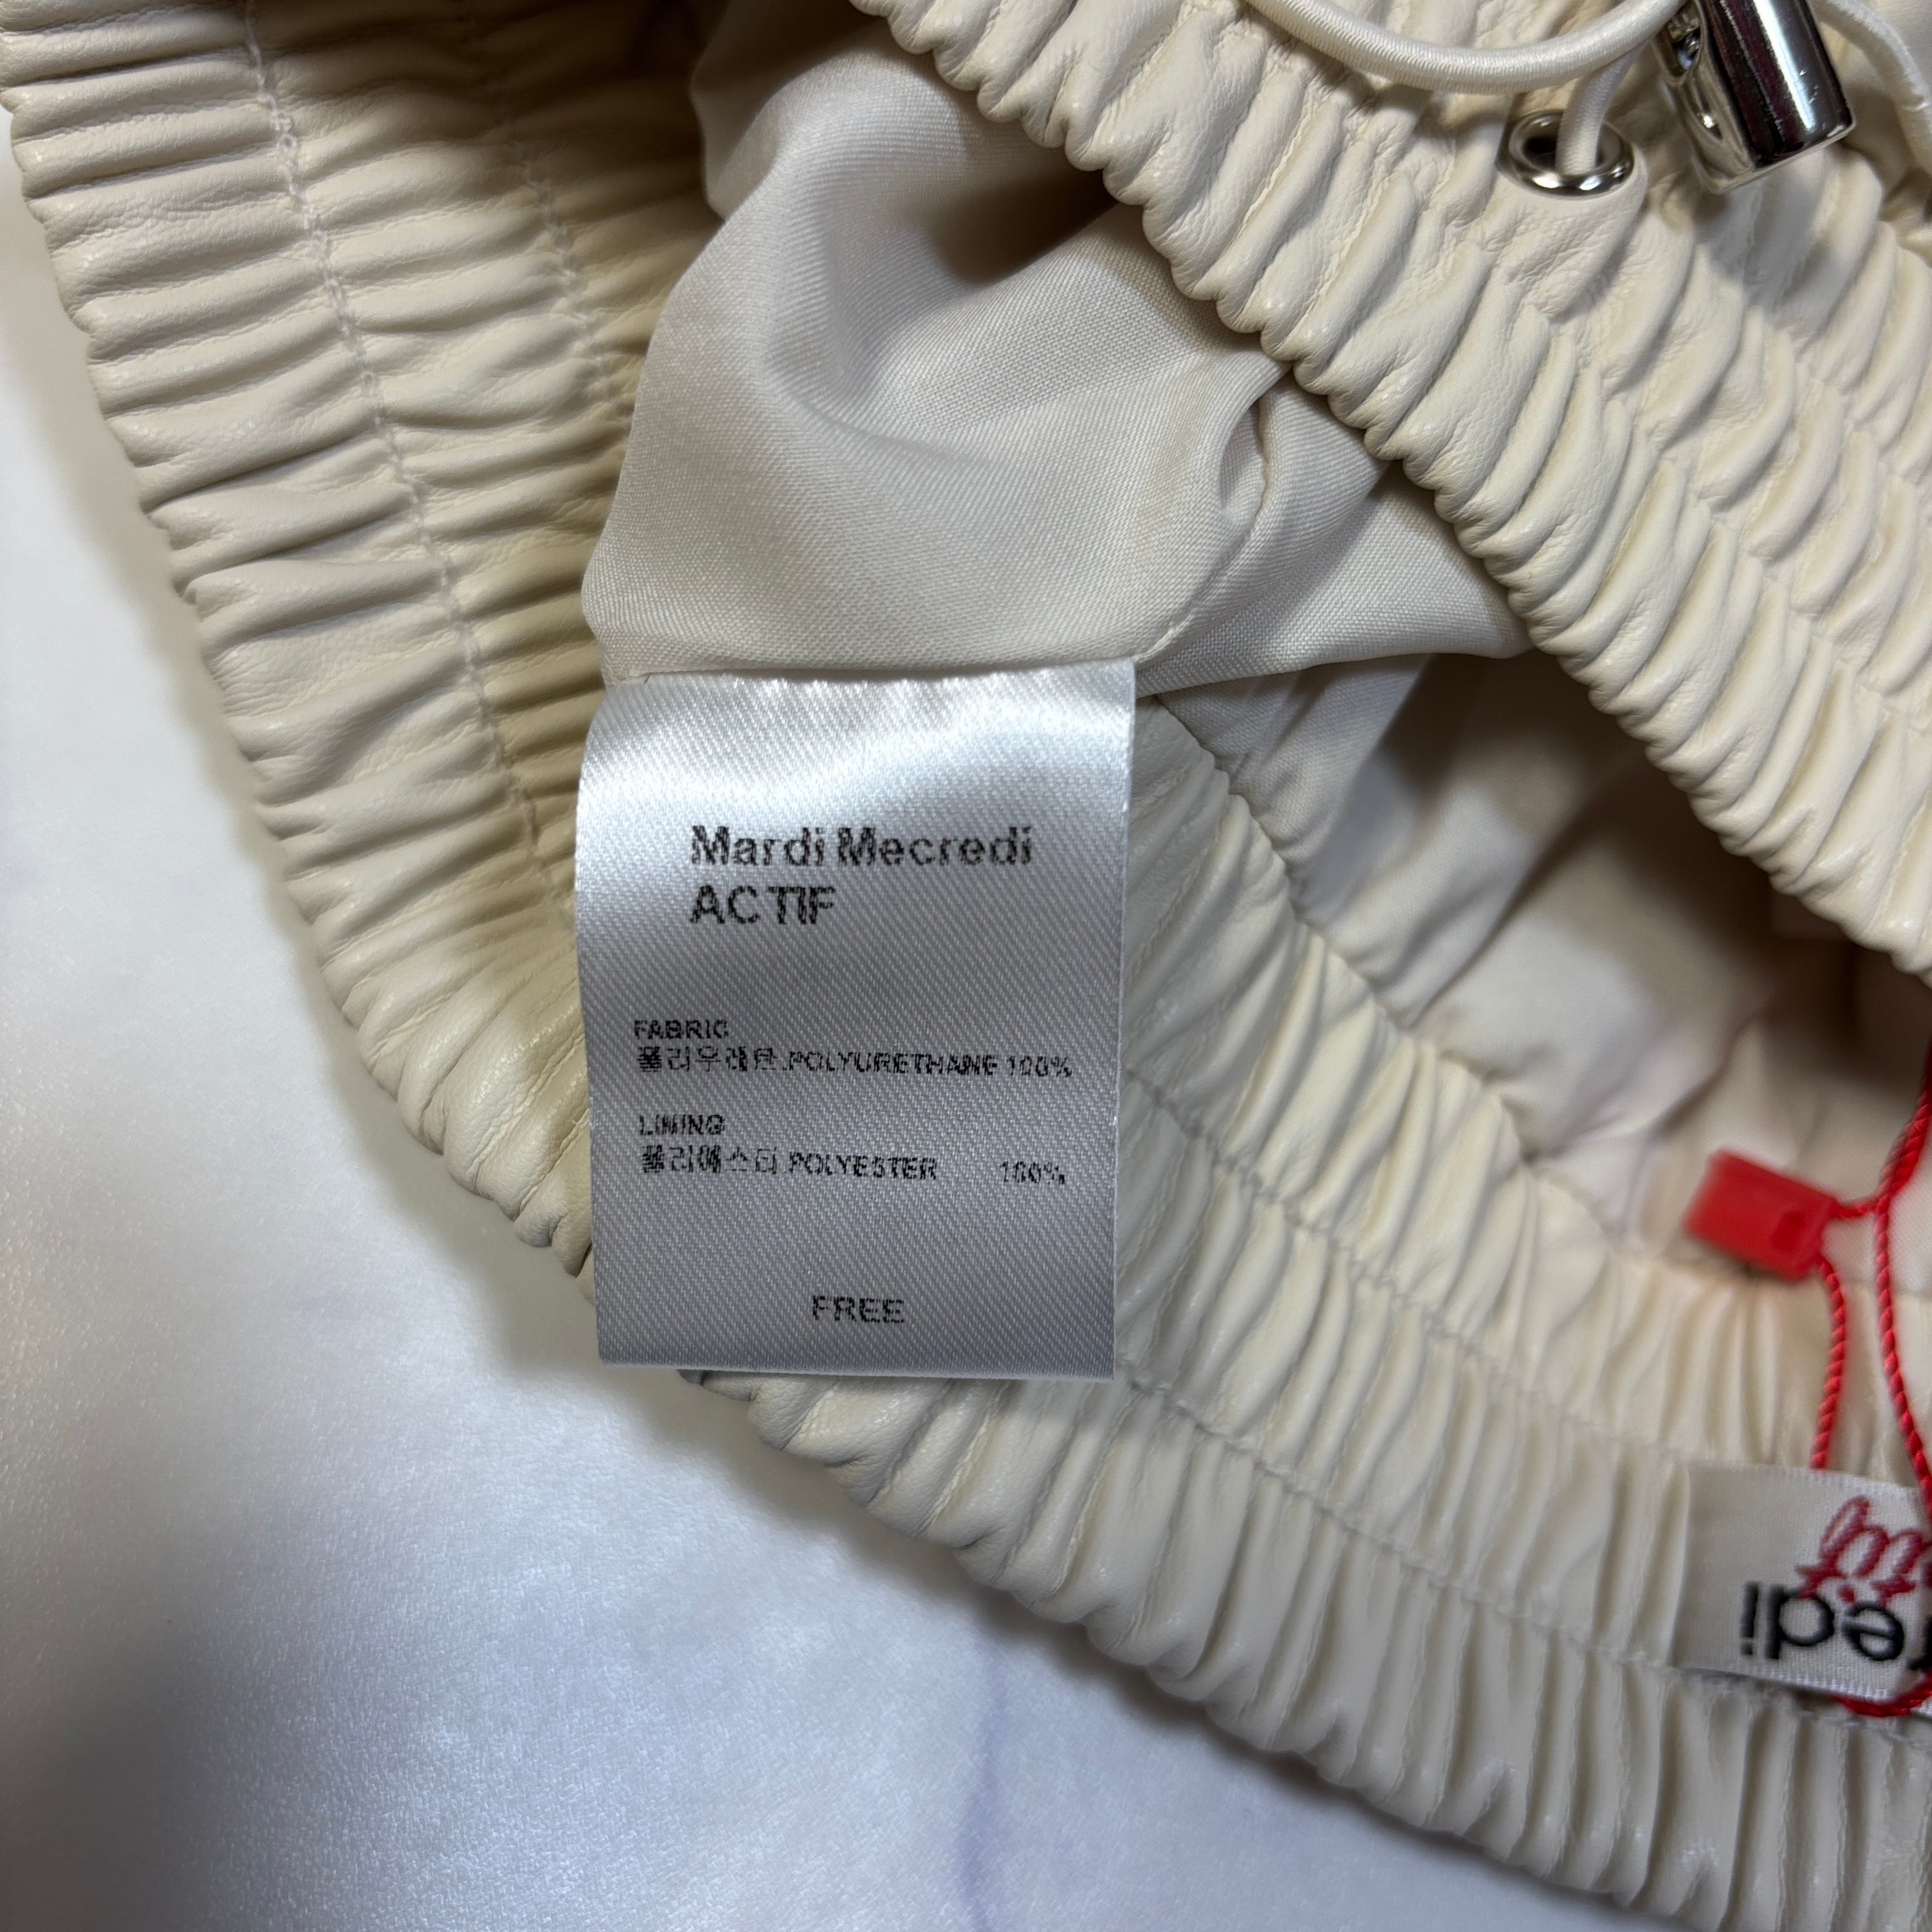 Mardi Mecredi
ACTIF
FABRIC
폴리우레탄.POLYURETHANE 100%
LINING
폴리에스터.POLYESTER 100%
FREE
redi